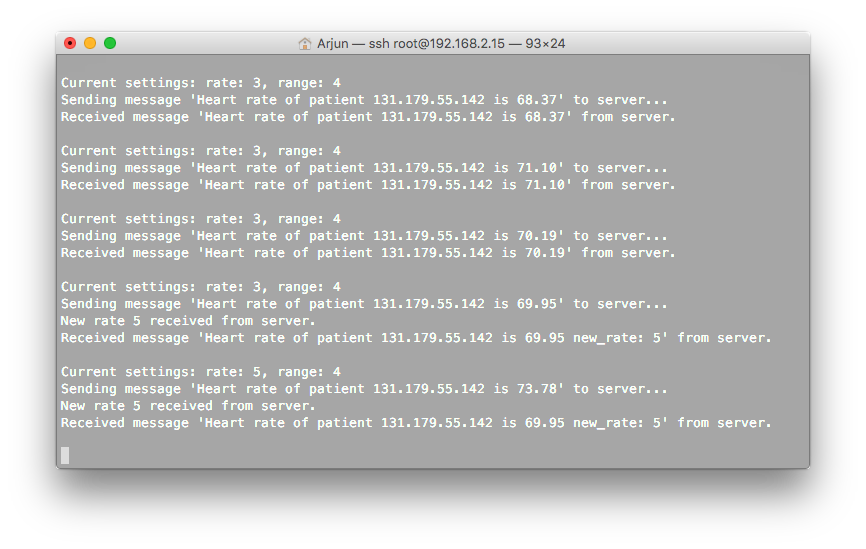 Arjun — ssh root@192.168.2.15 — 93×24
Current settings: rate: 3, range: 4
Sending message 'Heart rate of patient 131.179.55.142 is 68.37' to server...
Received message 'Heart rate of patient 131.179.55.142 is 68.37' from server.
Current settings: rate: 3, range: 4
Sending message 'Heart rate of patient 131.179.55.142 is 71.10' to server...
Received message 'Heart rate of patient 131.179.55.142 is 71.10' from server.
Current settings: rate: 3, range: 4
Sending message 'Heart rate of patient 131.179.55.142 is 70.19' to server...
Received message 'Heart rate of patient 131.179.55.142 is 70.19' from server.
Current settings: rate: 3, range: 4
Sending message 'Heart rate of patient 131.179.55.142 is 69.95' to server...
New rate 5 received from server.
Received message 'Heart rate of patient 131.179.55.142 is 69.95 new_rate: 5' from server.
Current settings: rate: 5, range: 4
Sending message 'Heart rate of patient 131.179.55.142 is 73.78' to server...
New rate 5 received from server.
Received message 'Heart rate of patient 131.179.55.142 is 69.95 new_rate: 5' from server.